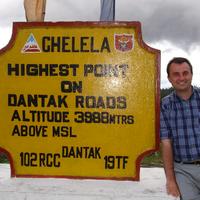 CHELELA
HIGHEST POINT
ON
DANTAK ROADS
ALTITUDE 3988MTRS
ABOVE MSL
102 RCC DANTAK 19TF